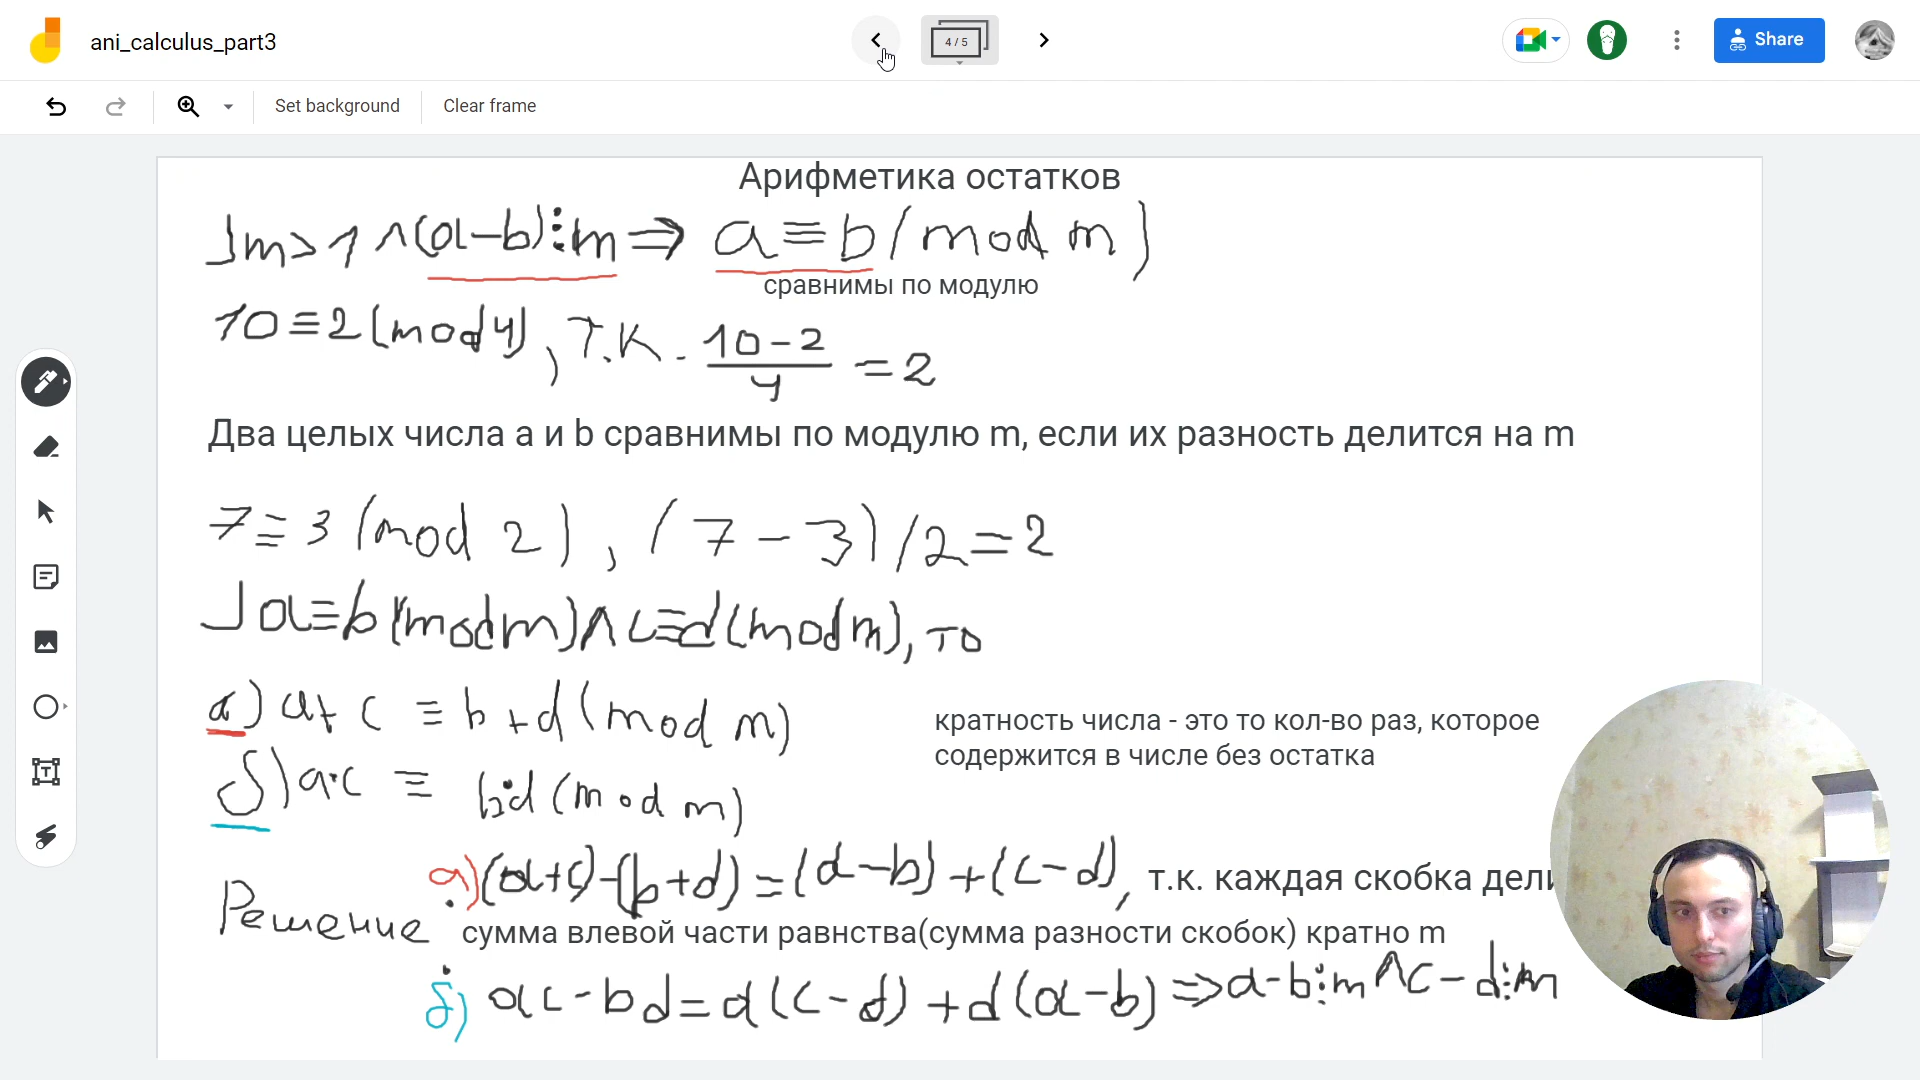 ani_calculus_part3
4 / 5
Share
Set background
Clear frame
Арифметика остатков
] m > 1 ∧ (a-b)⋮m ⇒ a ≡ b (mod m)
сравнимы по модулю
10 ≡ 2 (mod 4), т.к. (10-2)/4 = 2
Два целых числа a и b сравнимы по модулю m, если их разность делится на m
7 ≡ 3 (mod 2), (7 - 3)/2 = 2
] a ≡ b (mod m) ∧ c ≡ d (mod m), то
а) a + c ≡ b + d (mod m)
кратность числа - это то кол-во раз, которое
содержится в числе без остатка
б) a·c ≡ b·d (mod m)
Решение:
а) (a+c)-(b+d) = (a-b)+(c-d), т.к. каждая скобка
сумма влевой части равнства(сумма разности скобок) кратно m
б) ac - bd = a(c-d) + d(a-b) ⇒ a-b⋮m ∧ c-d⋮m